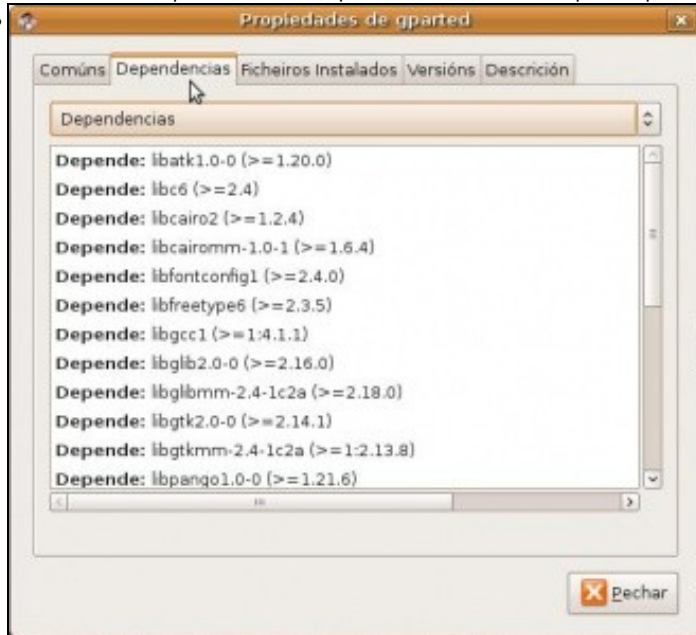 Propiedades de gparted
Comúns Dependencias Ficheiros Instalados Versións Descrición
Dependencias
Depende: libatk1.0-0 (>=1.20.0)
Depende: libc6 (>=2.4)
Depende: libcairo2 (>=1.2.4)
Depende: libcairomm-1.0-1 (>=1.6.4)
Depende: libfontconfig1 (>=2.4.0)
Depende: libfreetype6 (>=2.3.5)
Depende: libgcc1 (>=1:4.1.1)
Depende: libglib2.0-0 (>=2.16.0)
Depende: libglibmm-2.4-1c2a (>=2.18.0)
Depende: libgtk2.0-0 (>=2.14.1)
Depende: libgtkmm-2.4-1c2a (>=1:2.13.8)
Depende: libpango1.0-0 (>=1.21.6)
Pechar